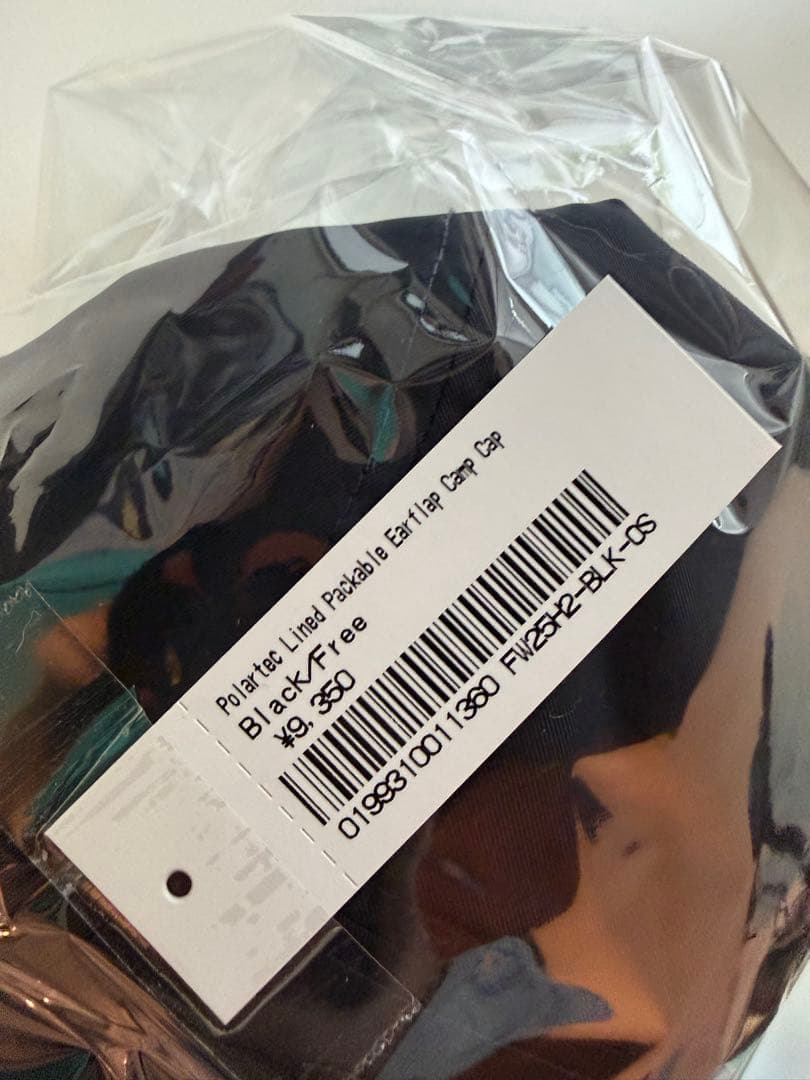 Polartec Lined Packable Earflap Camp Cap
Black/Free
¥9,350
0199310011360 FW25H2-BLK-OS